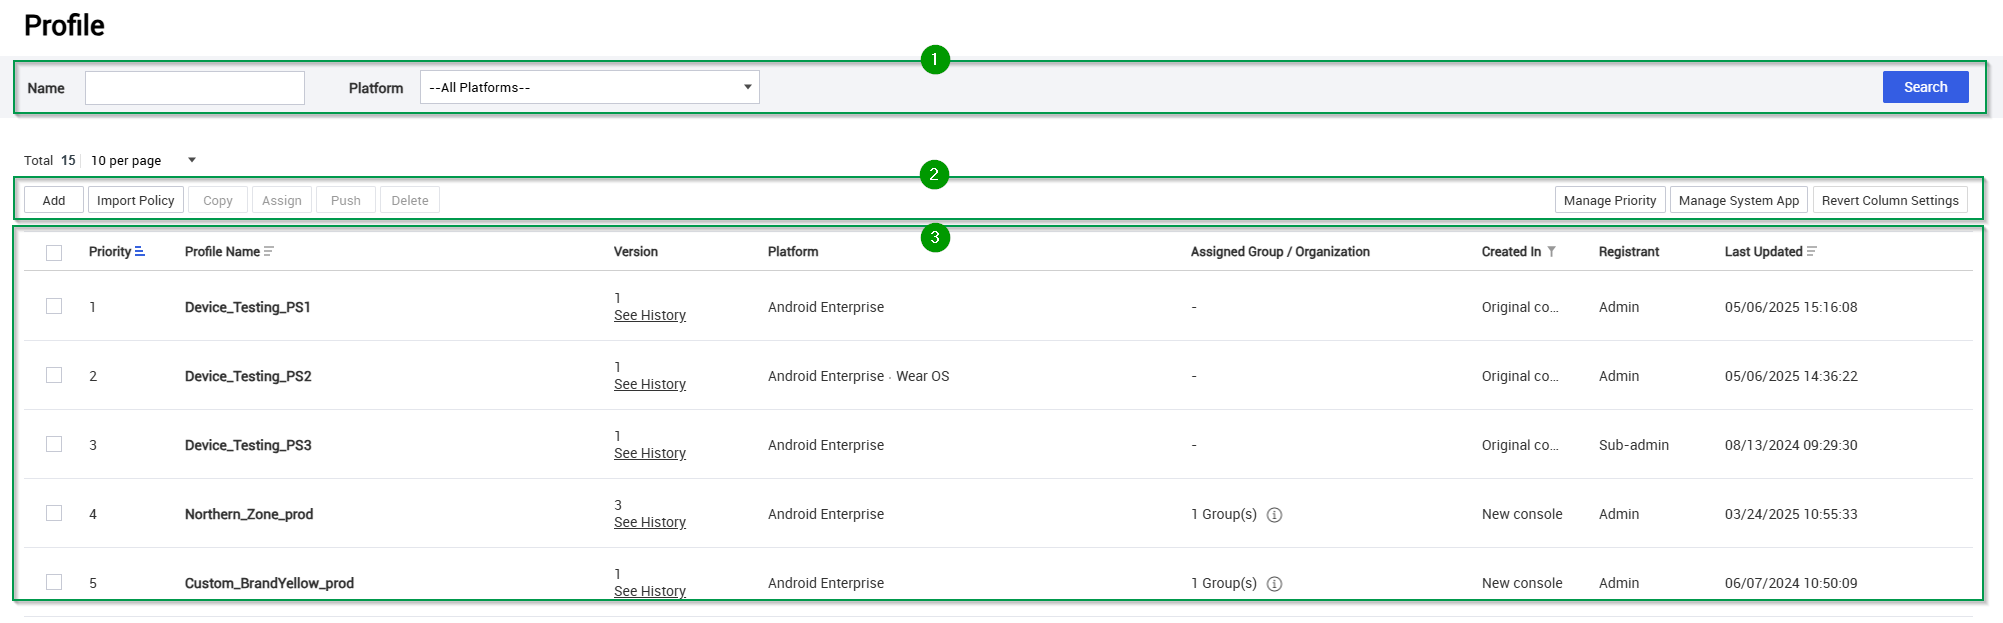 Profile
1
Name Platform --All Platforms-- Search
Total 15 10 per page
2
Add Import Policy Copy Assign Push Delete Manage Priority Manage System App Revert Column Settings
3
Priority Profile Name Version Platform Assigned Group / Organization Created In Registrant Last Updated
1 Device_Testing_PS1 1 Android Enterprise - Original co... Admin 05/06/2025 15:16:08
See History
2 Device_Testing_PS2 1 Android Enterprise · Wear OS - Original co... Admin 05/06/2025 14:36:22
See History
3 Device_Testing_PS3 1 Android Enterprise - Original co... Sub-admin 08/13/2024 09:29:30
See History
4 Northern_Zone_prod 3 Android Enterprise 1 Group(s) New console Admin 03/24/2025 10:55:33
See History
5 Custom_BrandYellow_prod 1 Android Enterprise 1 Group(s) New console Admin 06/07/2024 10:50:09
See History